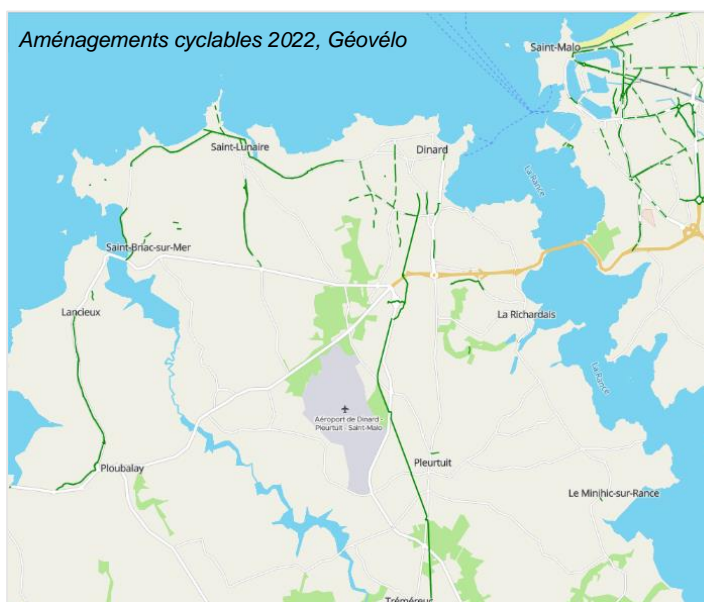 Aménagements cyclables 2022, Géovélo
Saint-Malo
Saint-Lunaire
Dinard
La Rance
Saint-Briac-sur-Mer
Lancieux
La Richardais
La Rance
Aéroport de Dinard -
Pleurtuit - Saint-Malo
Ploubalay
Pleurtuit
Le Minihic-sur-Rance
Tréméreuc